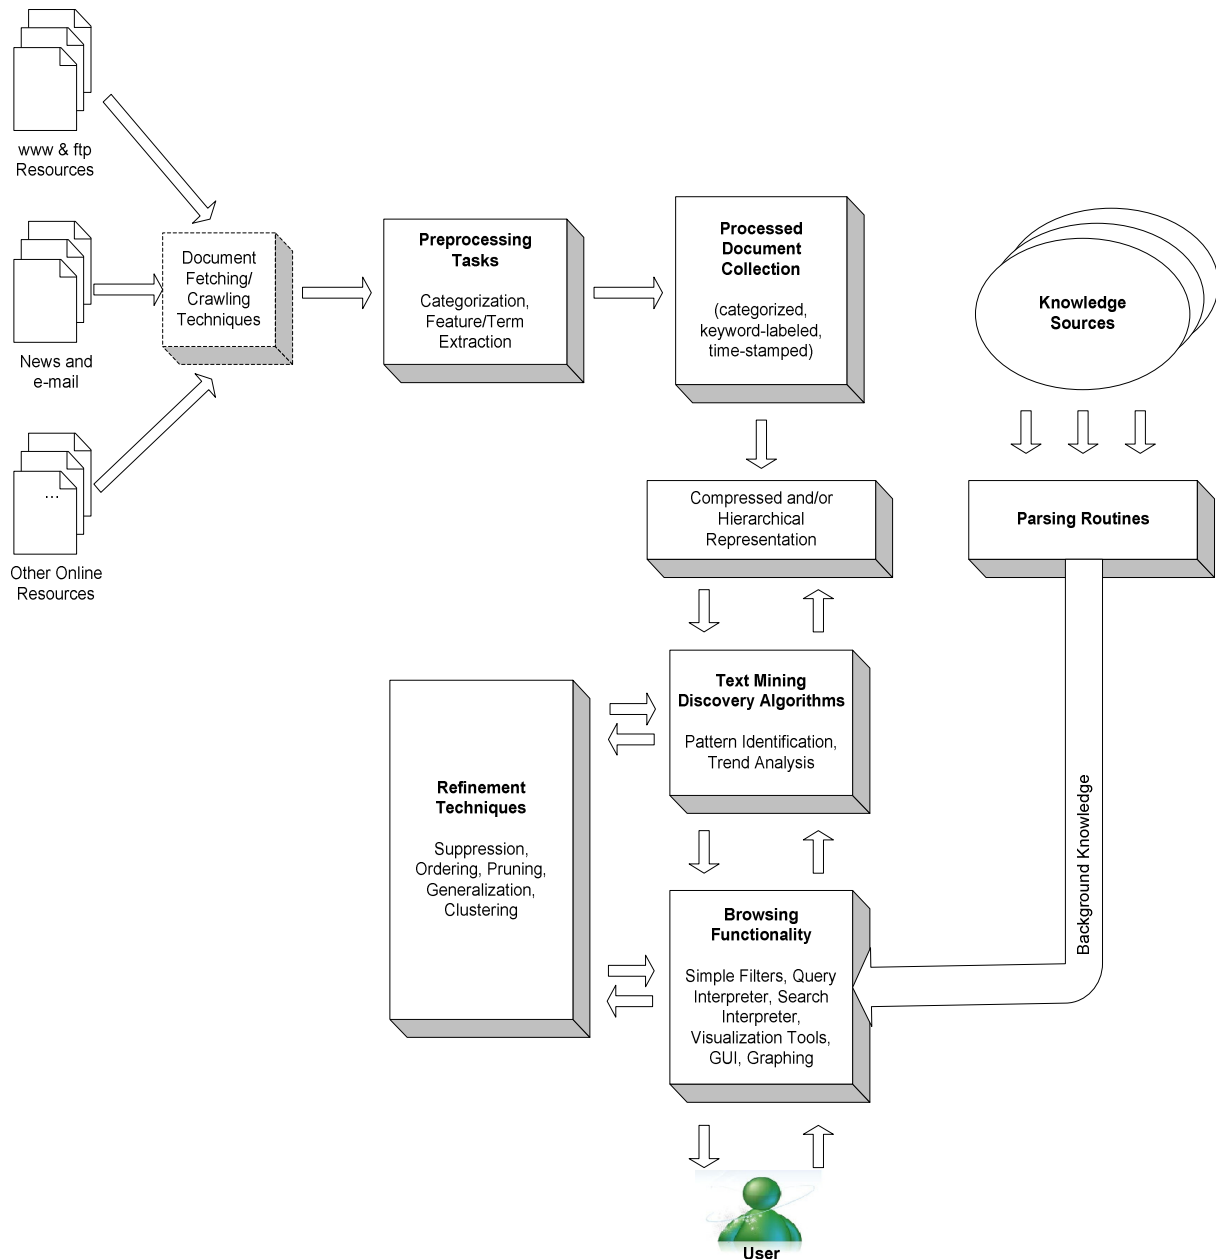 www & ftp
Resources
News and
e-mail
...
Other Online
Resources
Document
Fetching/
Crawling
Techniques
Preprocessing
Tasks
Categorization,
Feature/Term
Extraction
Processed
Document
Collection
(categorized,
keyword-labeled,
time-stamped)
Knowledge
Sources
Compressed and/or
Hierarchical
Representation
Parsing Routines
Text Mining
Discovery Algorithms
Pattern Identification,
Trend Analysis
Refinement
Techniques
Suppression,
Ordering, Pruning,
Generalization,
Clustering
Background Knowledge
Browsing
Functionality
Simple Filters, Query
Interpreter, Search
Interpreter,
Visualization Tools,
GUI, Graphing
User